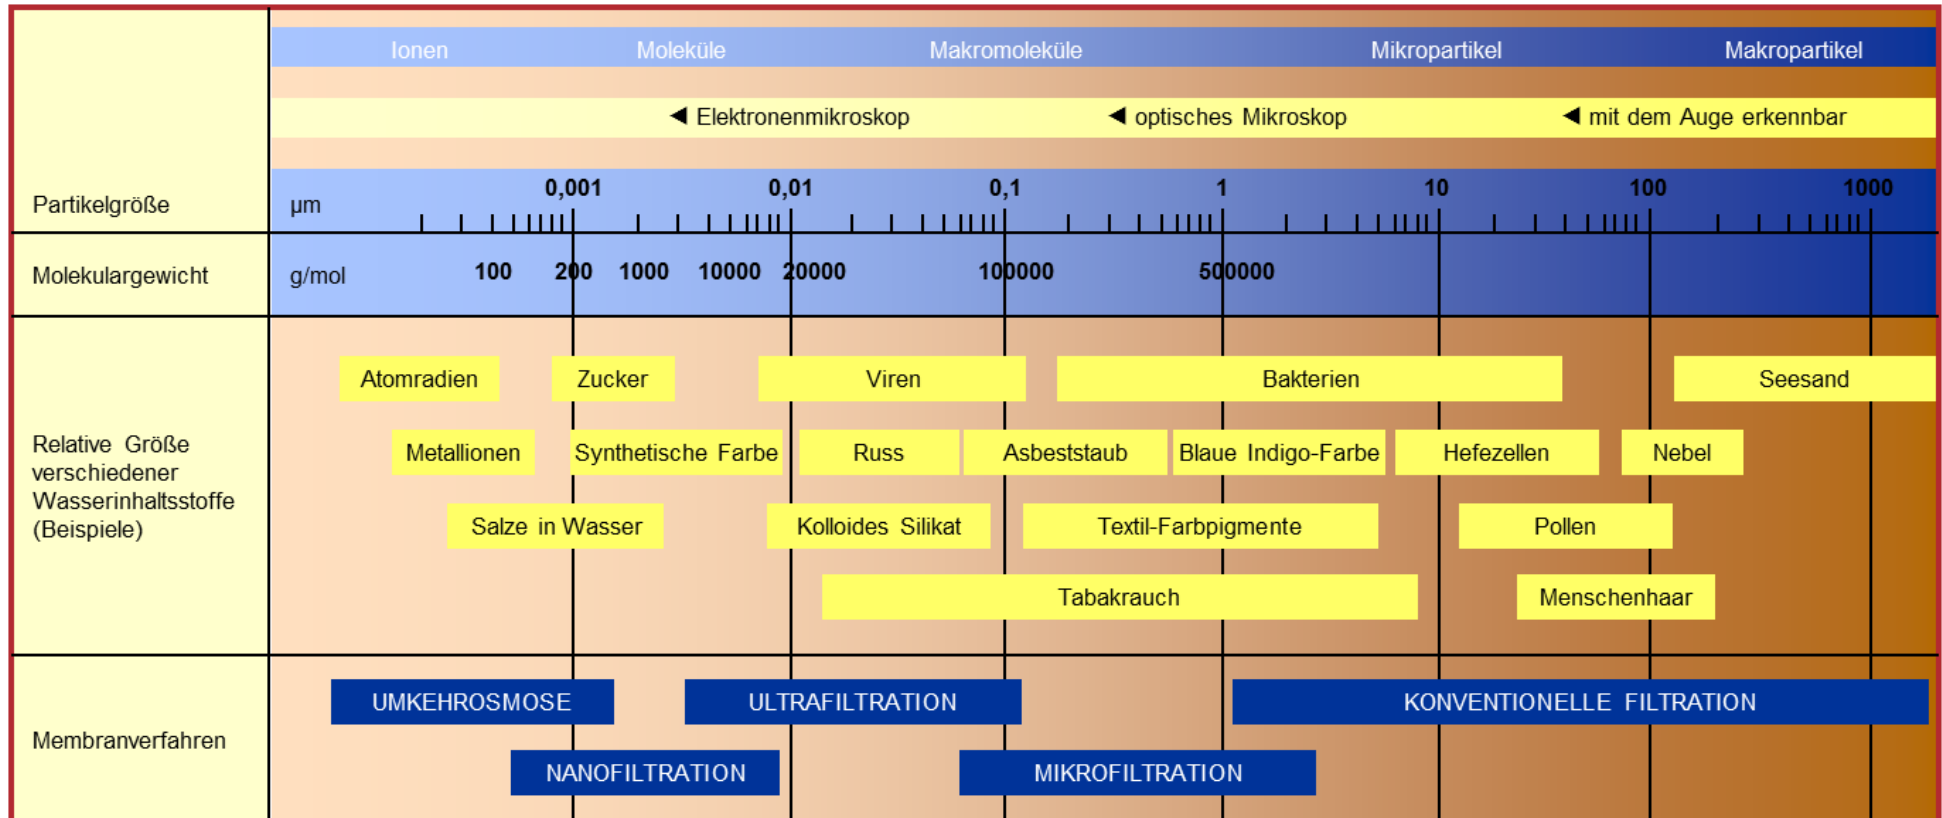 Ionen Moleküle Makromoleküle Mikropartikel Makropartikel
◄ Elektronenmikroskop ◄ optisches Mikroskop ◄ mit dem Auge erkennbar
Partikelgröße µm 0,001 0,01 0,1 1 10 100 1000
Molekulargewicht g/mol 100 200 1000 10000 20000 100000 500000
Relative Größe
verschiedener
Wasserinhaltsstoffe
(Beispiele)
Atomradien Zucker Viren Bakterien Seesand
Metallionen Synthetische Farbe Russ Asbeststaub Blaue Indigo-Farbe Hefezellen Nebel
Salze in Wasser Kolloides Silikat Textil-Farbpigmente Pollen
Tabakrauch Menschenhaar
Membranverfahren
UMKEHROSMOSE ULTRAFILTRATION KONVENTIONELLE FILTRATION
NANOFILTRATION MIKROFILTRATION